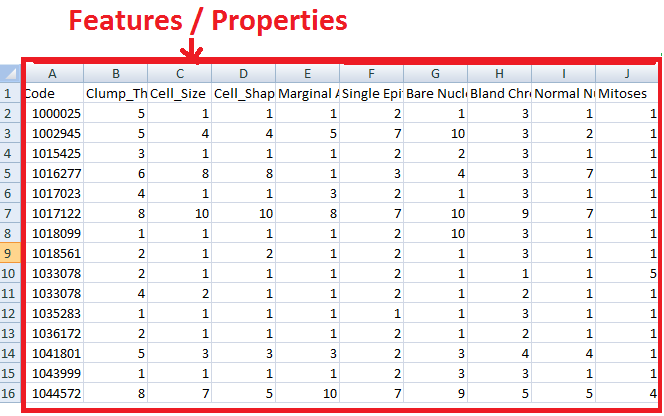 Features / Properties
A B C D E F G H I J
1 Code Clump_Th Cell_Size Cell_Shap Marginal A Single Epit Bare Nucle Bland Chro Normal Nu Mitoses
2 1000025 5 1 1 1 2 1 3 1 1
3 1002945 5 4 4 5 7 10 3 2 1
4 1015425 3 1 1 1 2 2 3 1 1
5 1016277 6 8 8 1 3 4 3 7 1
6 1017023 4 1 1 3 2 1 3 1 1
7 1017122 8 10 10 8 7 10 9 7 1
8 1018099 1 1 1 1 2 10 3 1 1
9 1018561 2 1 2 1 2 1 3 1 1
10 1033078 2 1 1 1 2 1 1 1 5
11 1033078 4 2 1 1 2 1 2 1 1
12 1035283 1 1 1 1 1 1 3 1 1
13 1036172 2 1 1 1 2 1 2 1 1
14 1041801 5 3 3 3 2 3 4 4 1
15 1043999 1 1 1 1 2 3 3 1 1
16 1044572 8 7 5 10 7 9 5 5 4